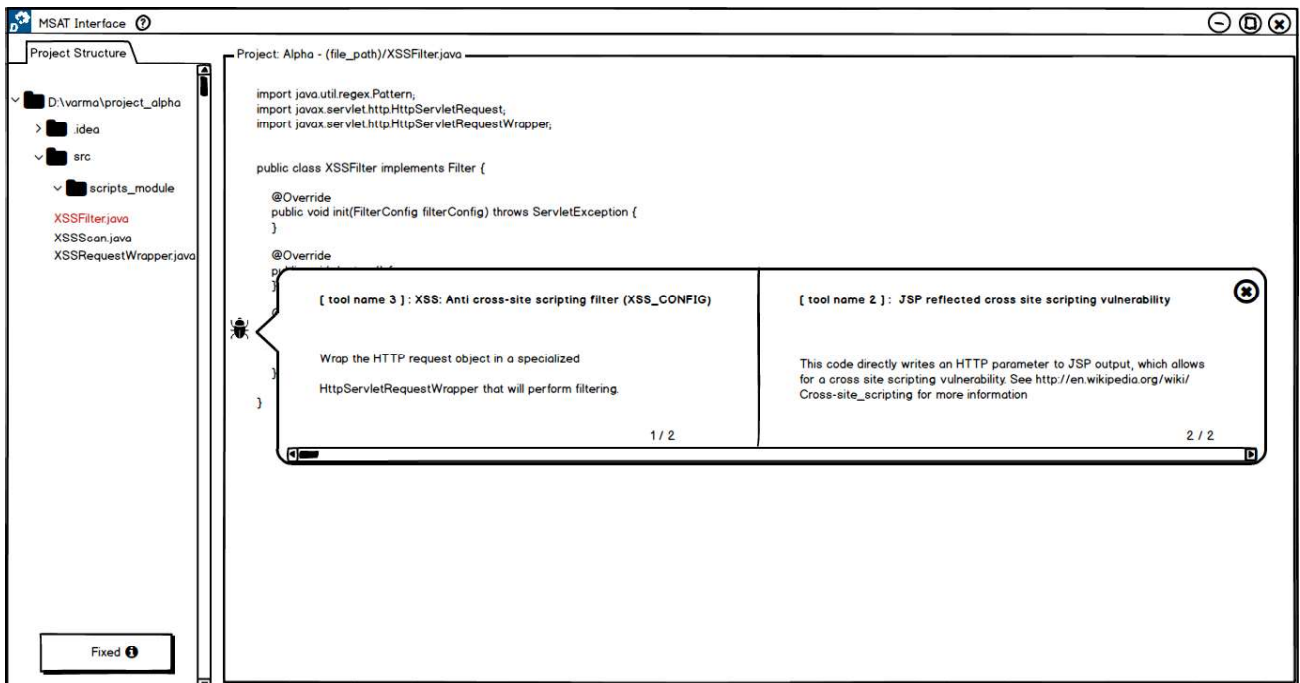 MSAT Interface ?
Project Structure
D:\varma\project_alpha
.idea
src
scripts_module
XSSFilter.java
XSSScan.java
XSSRequestWrapper.java
Fixed i
Project: Alpha - (file_path)/XSSFilter.java
import java.util.regex.Pattern;
import javax.servlet.http.HttpServletRequest;
import javax.servlet.http.HttpServletRequestWrapper;
public class XSSFilter implements Filter {
@Override
public void init(FilterConfig filterConfig) throws ServletException {
}
@Override
}
}
}
[ tool name 3 ] : XSS: Anti cross-site scripting filter (XSS_CONFIG)
Wrap the HTTP request object in a specialized
HttpServletRequestWrapper that will perform filtering.
1 / 2
[ tool name 2 ] : JSP reflected cross site scripting vulnerability
This code directly writes an HTTP parameter to JSP output, which allows
for a cross site scripting vulnerability. See http://en.wikipedia.org/wiki/
Cross-site_scripting for more information
2 / 2